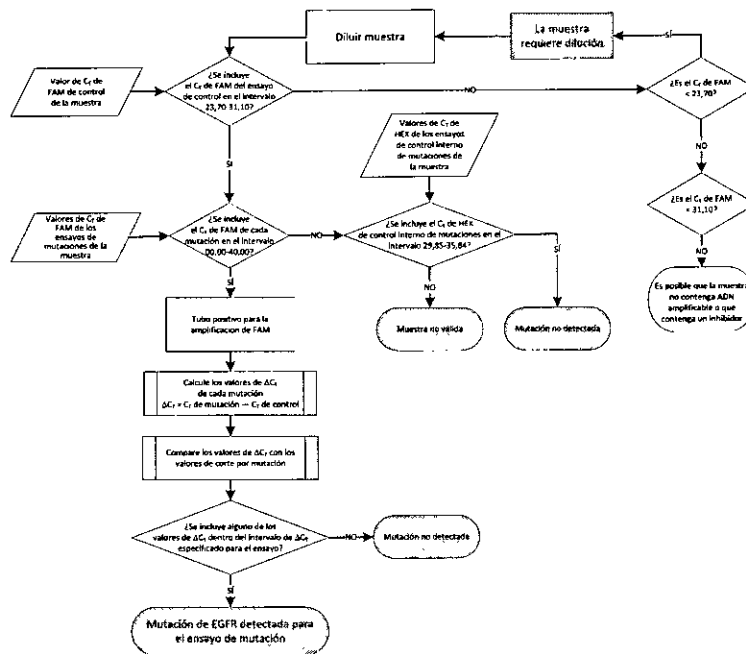 Diluir muestra
La muestra
requiere dilución
SÍ
Valor de Cₜ de
FAM de control
de la muestra
¿Se incluye
el Cₜ de FAM del ensayo
de control en el intervalo
23,70-31,10?
NO
¿Es el Cₜ de FAM
< 23,70?
SÍ
NO
Valores de Cₜ de
HEX de los ensayos
de control interno
de mutaciones de
la muestra
Valores de Cₜ de
FAM de los
ensayos de
mutaciones de la
muestra
¿Se incluye
el Cₜ de FAM de cada
mutación en el intervalo
00,00-40,00?
NO
¿Se incluye el Cₜ de HEX
de control interno de mutaciones en el
intervalo 29,85-35,84?
SÍ
¿Es el Cₜ de FAM
31,10?
SÍ
NO
Es posible que la muestra
no contenga ADN
amplificable o que
contenga un inhibidor
Tubo positivo para la
amplificacion de FAM
Muestra no válida
Mutación no detectada
Calcule los valores de ΔCₜ
de cada mutación
ΔCₜ = Cₜ de mutación — Cₜ de control
Compare los valores de ΔCₜ con los
valores de corte por mutación
¿Se incluye alguno de los
valores de ΔCₜ dentro del intervalo de ΔCₜ
especificado para el ensayo?
NO
Mutación no detectada
SÍ
Mutación de EGFR detectada para
el ensayo de mutación